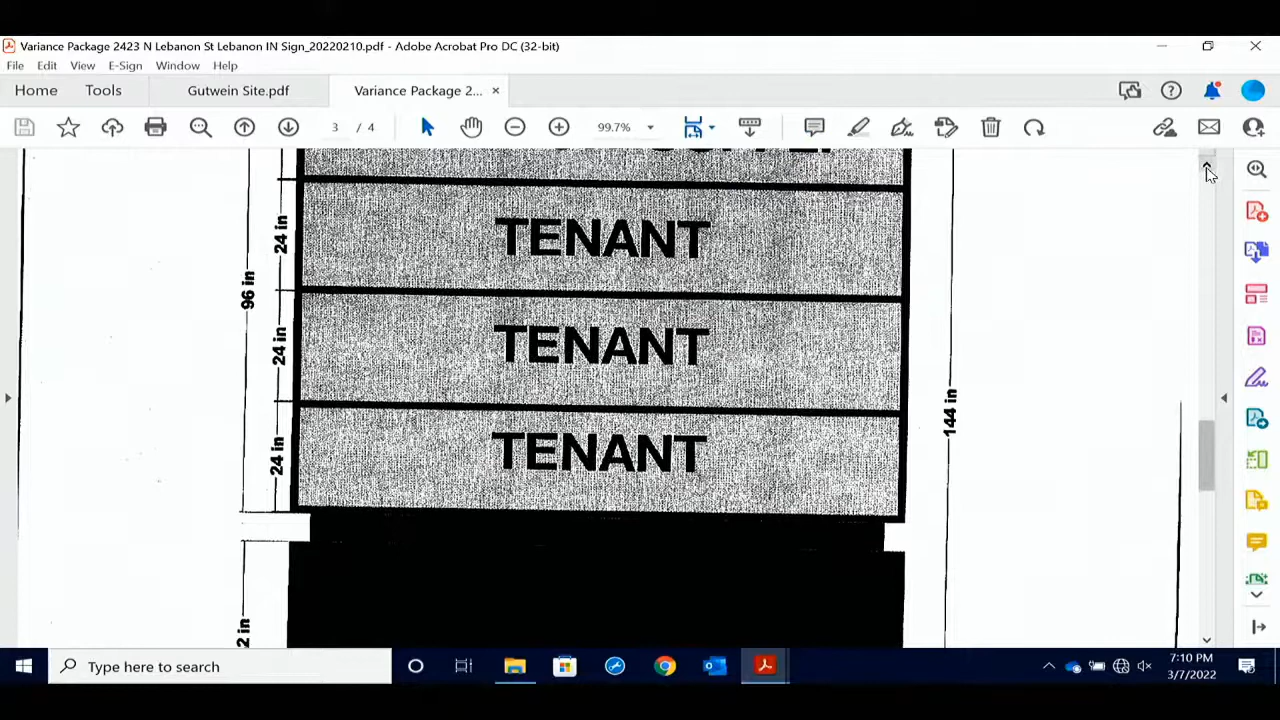 Variance Package 2423 N Lebanon St Lebanon IN Sign_20220210.pdf - Adobe Acrobat Pro DC (32-bit)
File Edit View E-Sign Window Help
Home Tools Gutwein Site.pdf Variance Package 2... ×
3 / 4 99.7%
24 in TENANT
96 in
24 in TENANT
144 in
24 in TENANT
2 in
Type here to search
7:10 PM
3/7/2022